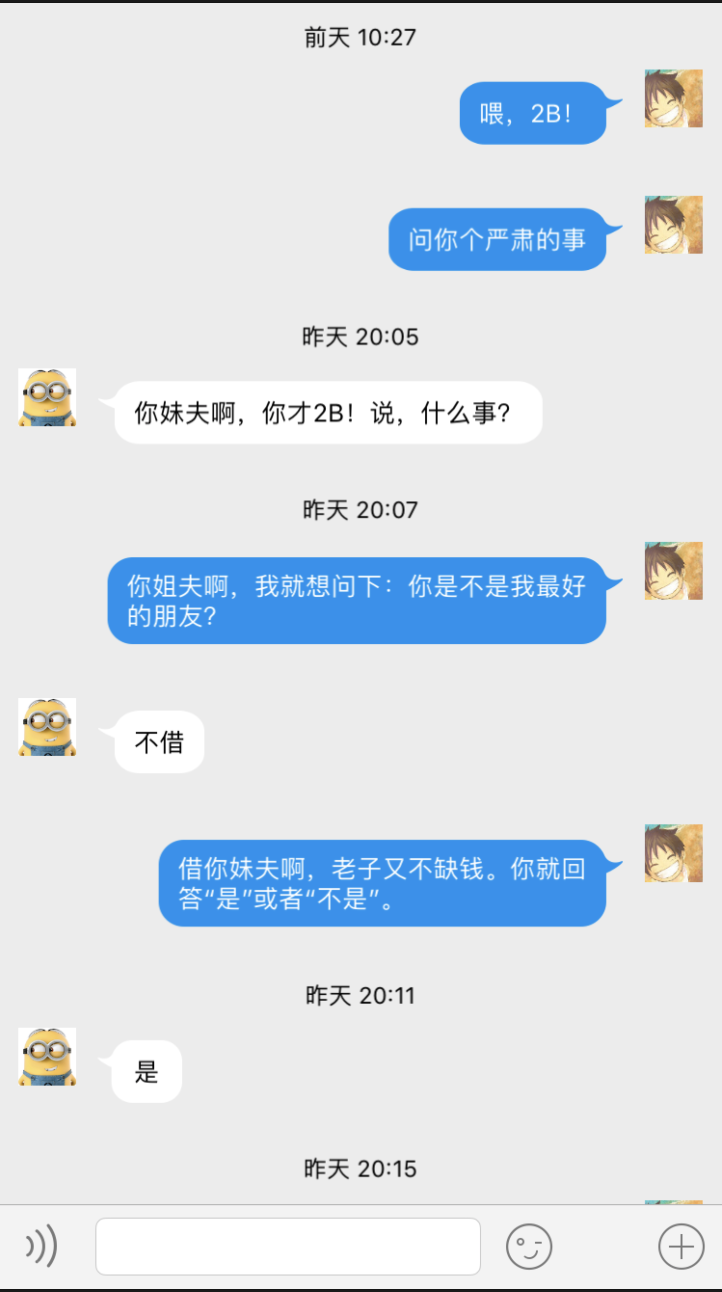 前天 10:27
喂，2B！
问你个严肃的事
昨天 20:05
你妹夫啊，你才2B！说，什么事？
昨天 20:07
你姐夫啊，我就想问下：你是不是我最好
的朋友？
不借
借你妹夫啊，老子又不缺钱。你就回
答“是”或者“不是”。
昨天 20:11
是
昨天 20:15